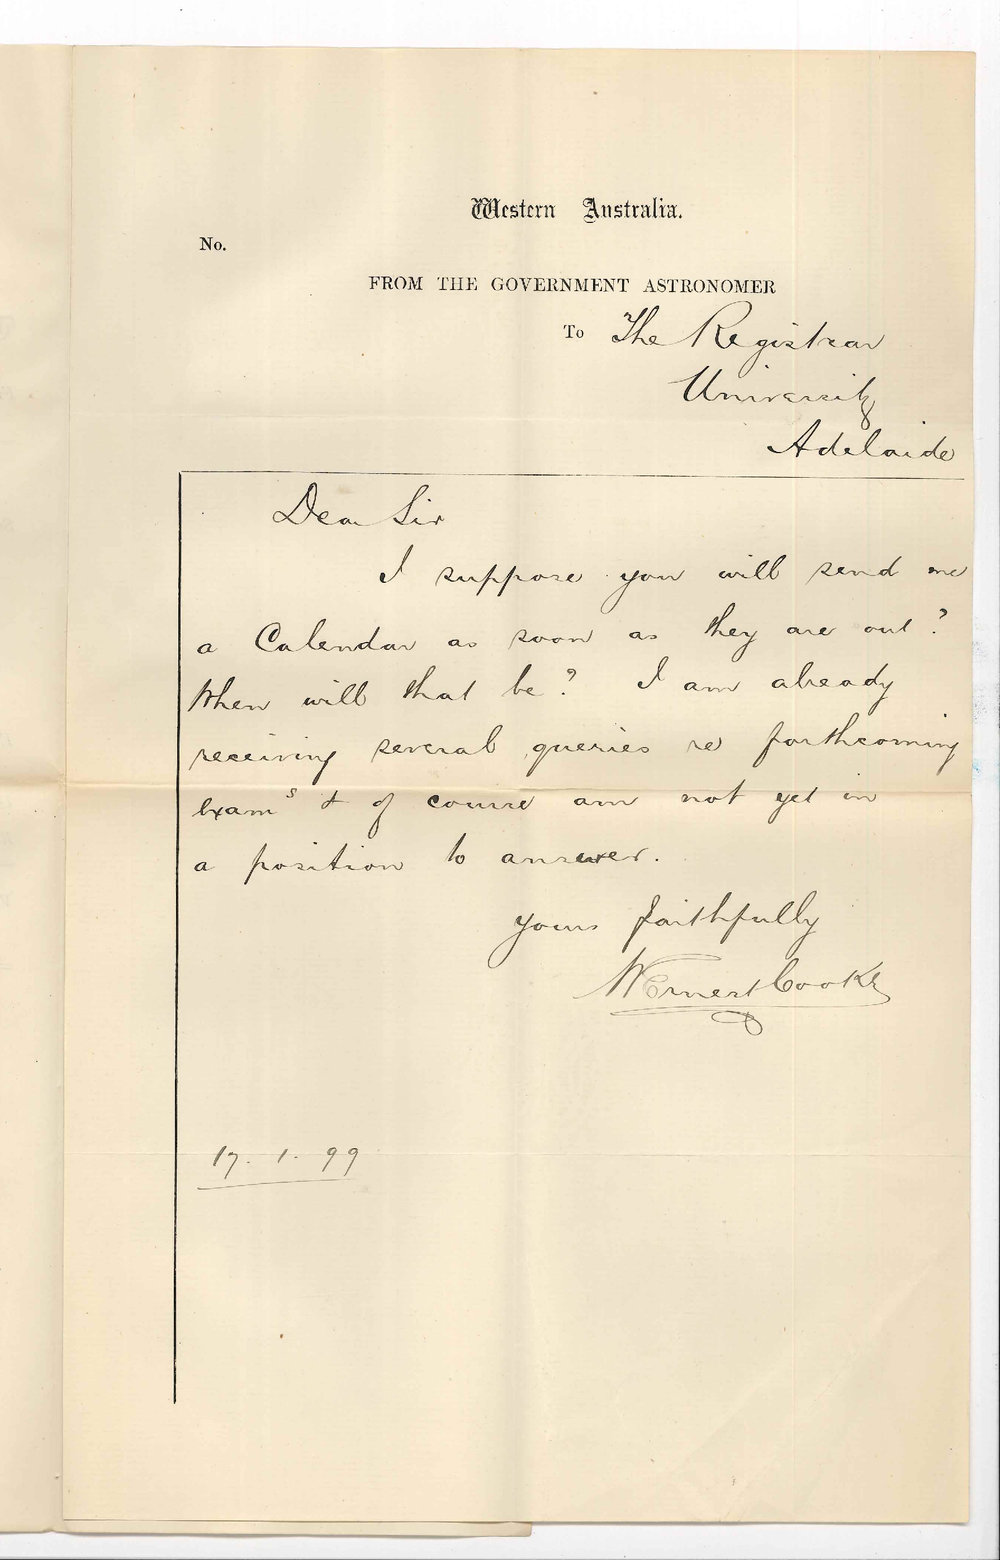 Western Australia.
No.
FROM THE GOVERNMENT ASTRONOMER
To The Registrar
University
Adelaide
Dear Sir
I suppose you will send me
a Calendar as soon as they are out?
When will that be? I am already
receiving several queries re forthcoming
exams & of course am not yet in
a position to answer.
yours faithfully
W Ernest Cooke
17. 1. 99